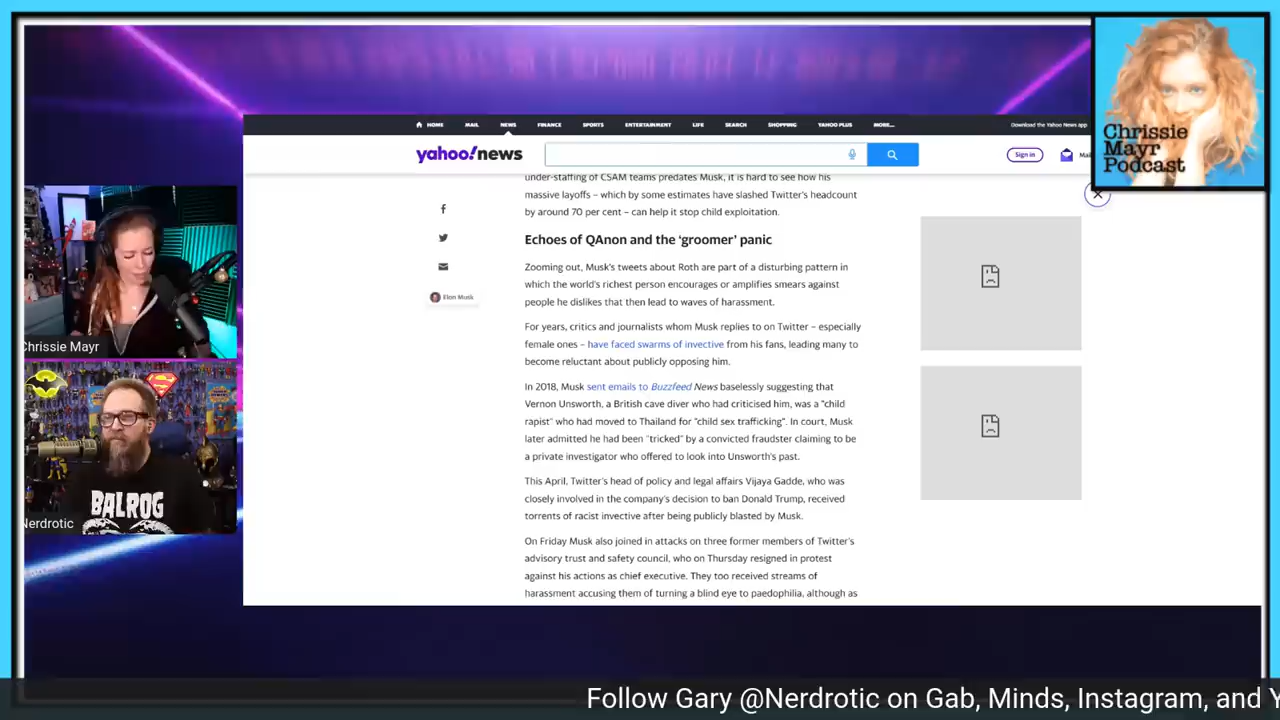 HOME MAIL NEWS FINANCE SPORTS ENTERTAINMENT LIFE SEARCH SHOPPING YAHOO PLUS MORE... Download the Yahoo News app
yahoo!news
Sign in
Mail
Chrissie
Mayr
Podcast
under-staffing of CSAM teams predates Musk, it is hard to see how his
massive layoffs – which by some estimates have slashed Twitter's headcount
by around 70 per cent – can help it stop child exploitation.
Echoes of QAnon and the 'groomer' panic
Zooming out, Musk's tweets about Roth are part of a disturbing pattern in
which the world's richest person encourages or amplifies smears against
people he dislikes that then lead to waves of harassment.
Elon Musk
For years, critics and journalists whom Musk replies to on Twitter – especially
female ones – have faced swarms of invective from his fans, leading many to
become reluctant about publicly opposing him.
In 2018, Musk sent emails to Buzzfeed News baselessly suggesting that
Vernon Unsworth, a British cave diver who had criticised him, was a "child
rapist" who had moved to Thailand for "child sex trafficking". In court, Musk
later admitted he had been "tricked" by a convicted fraudster claiming to be
a private investigator who offered to look into Unsworth's past.
This April, Twitter's head of policy and legal affairs Vijaya Gadde, who was
closely involved in the company's decision to ban Donald Trump, received
torrents of racist invective after being publicly blasted by Musk.
On Friday Musk also joined in attacks on three former members of Twitter's
advisory trust and safety council, who on Thursday resigned in protest
against his actions as chief executive. They too received streams of
harassment accusing them of turning a blind eye to paedophilia, although as
Chrissie Mayr
BALROG
Nerdrotic
Follow Gary @Nerdrotic on Gab, Minds, Instagram, and Y